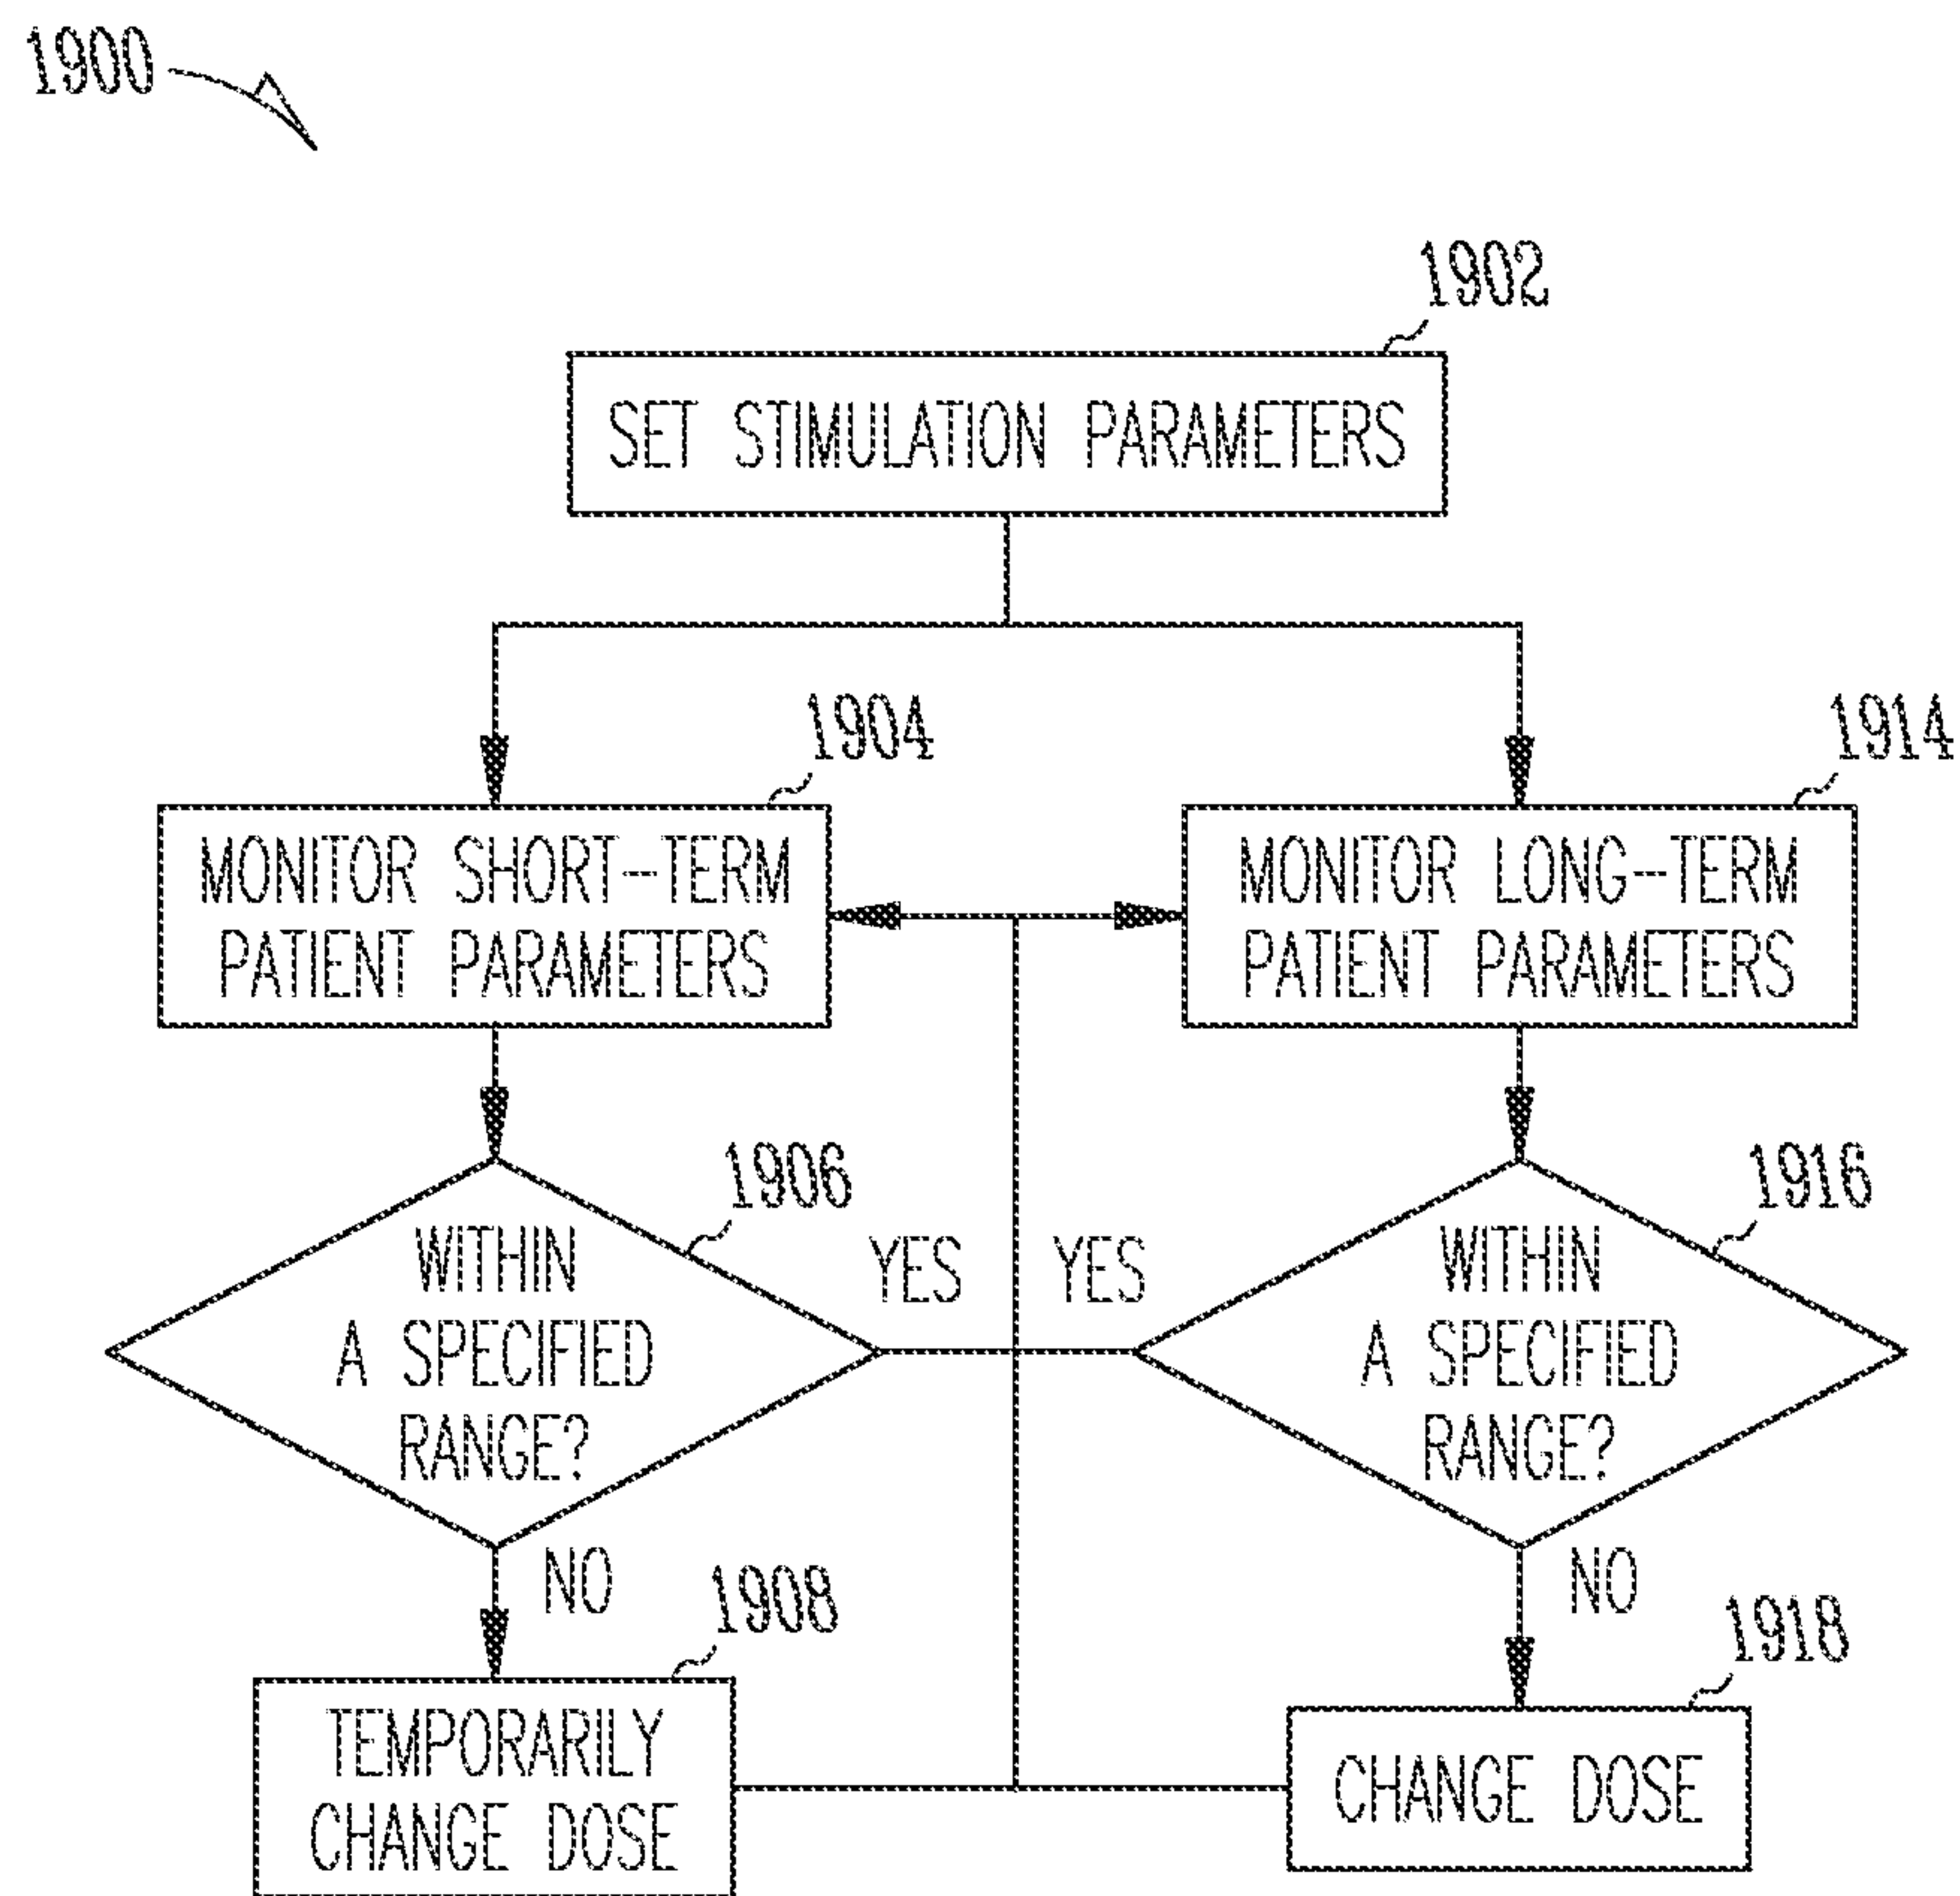 1900
1902
SET STIMULATION PARAMETERS
1904
1914
MONITOR SHORT-TERM
PATIENT PARAMETERS
MONITOR LONG-TERM
PATIENT PARAMETERS
1906
1916
WITHIN
A SPECIFIED
RANGE?
YES
YES
WITHIN
A SPECIFIED
RANGE?
NO
NO
1908
1918
TEMPORARILY
CHANGE DOSE
CHANGE DOSE